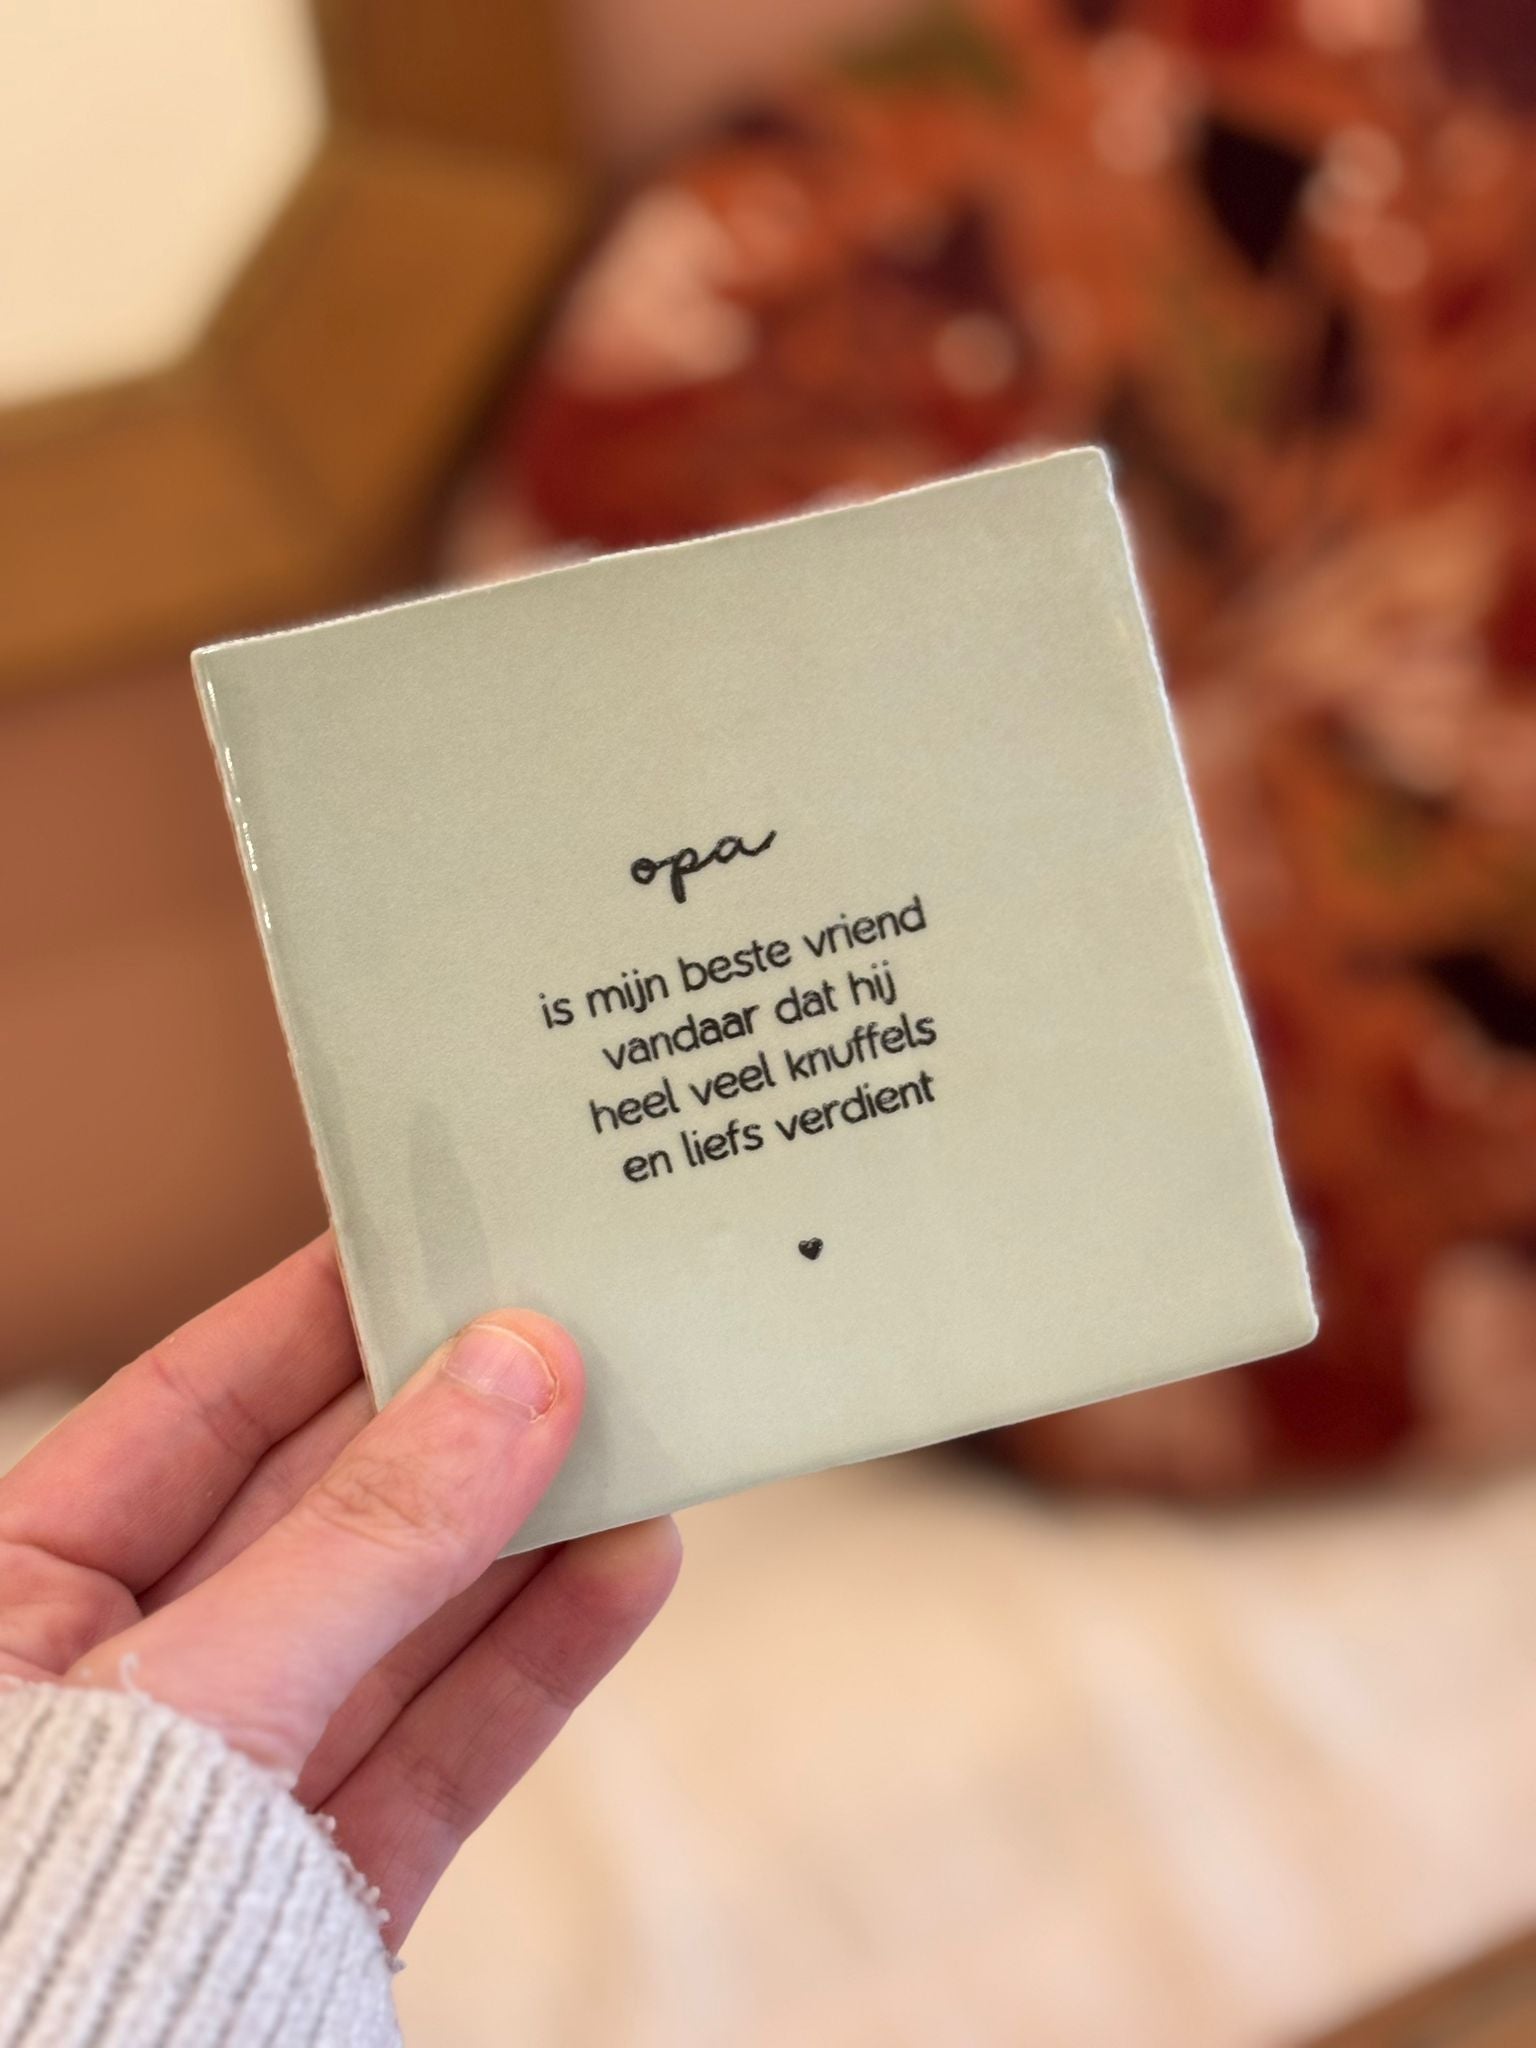 opa
is mijn beste vriend
vandaar dat hij
heel veel knuffels
en liefs verdient